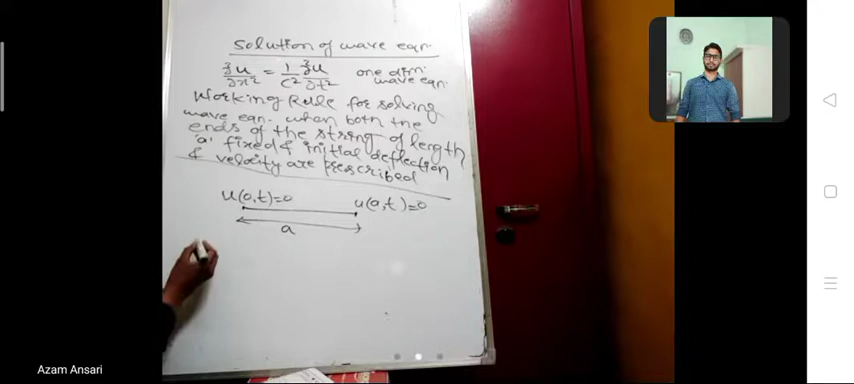 Solution of wave eqn.
∂²u/∂x² = 1/c² ∂²u/∂t² one dim. wave eqn.
Working Rule for solving
wave eqn. when both the
ends of the string of length
'a' fixed & initial deflection
& velocity are prescribed
u(0,t)=0 u(a,t)=0
a
Azam Ansari